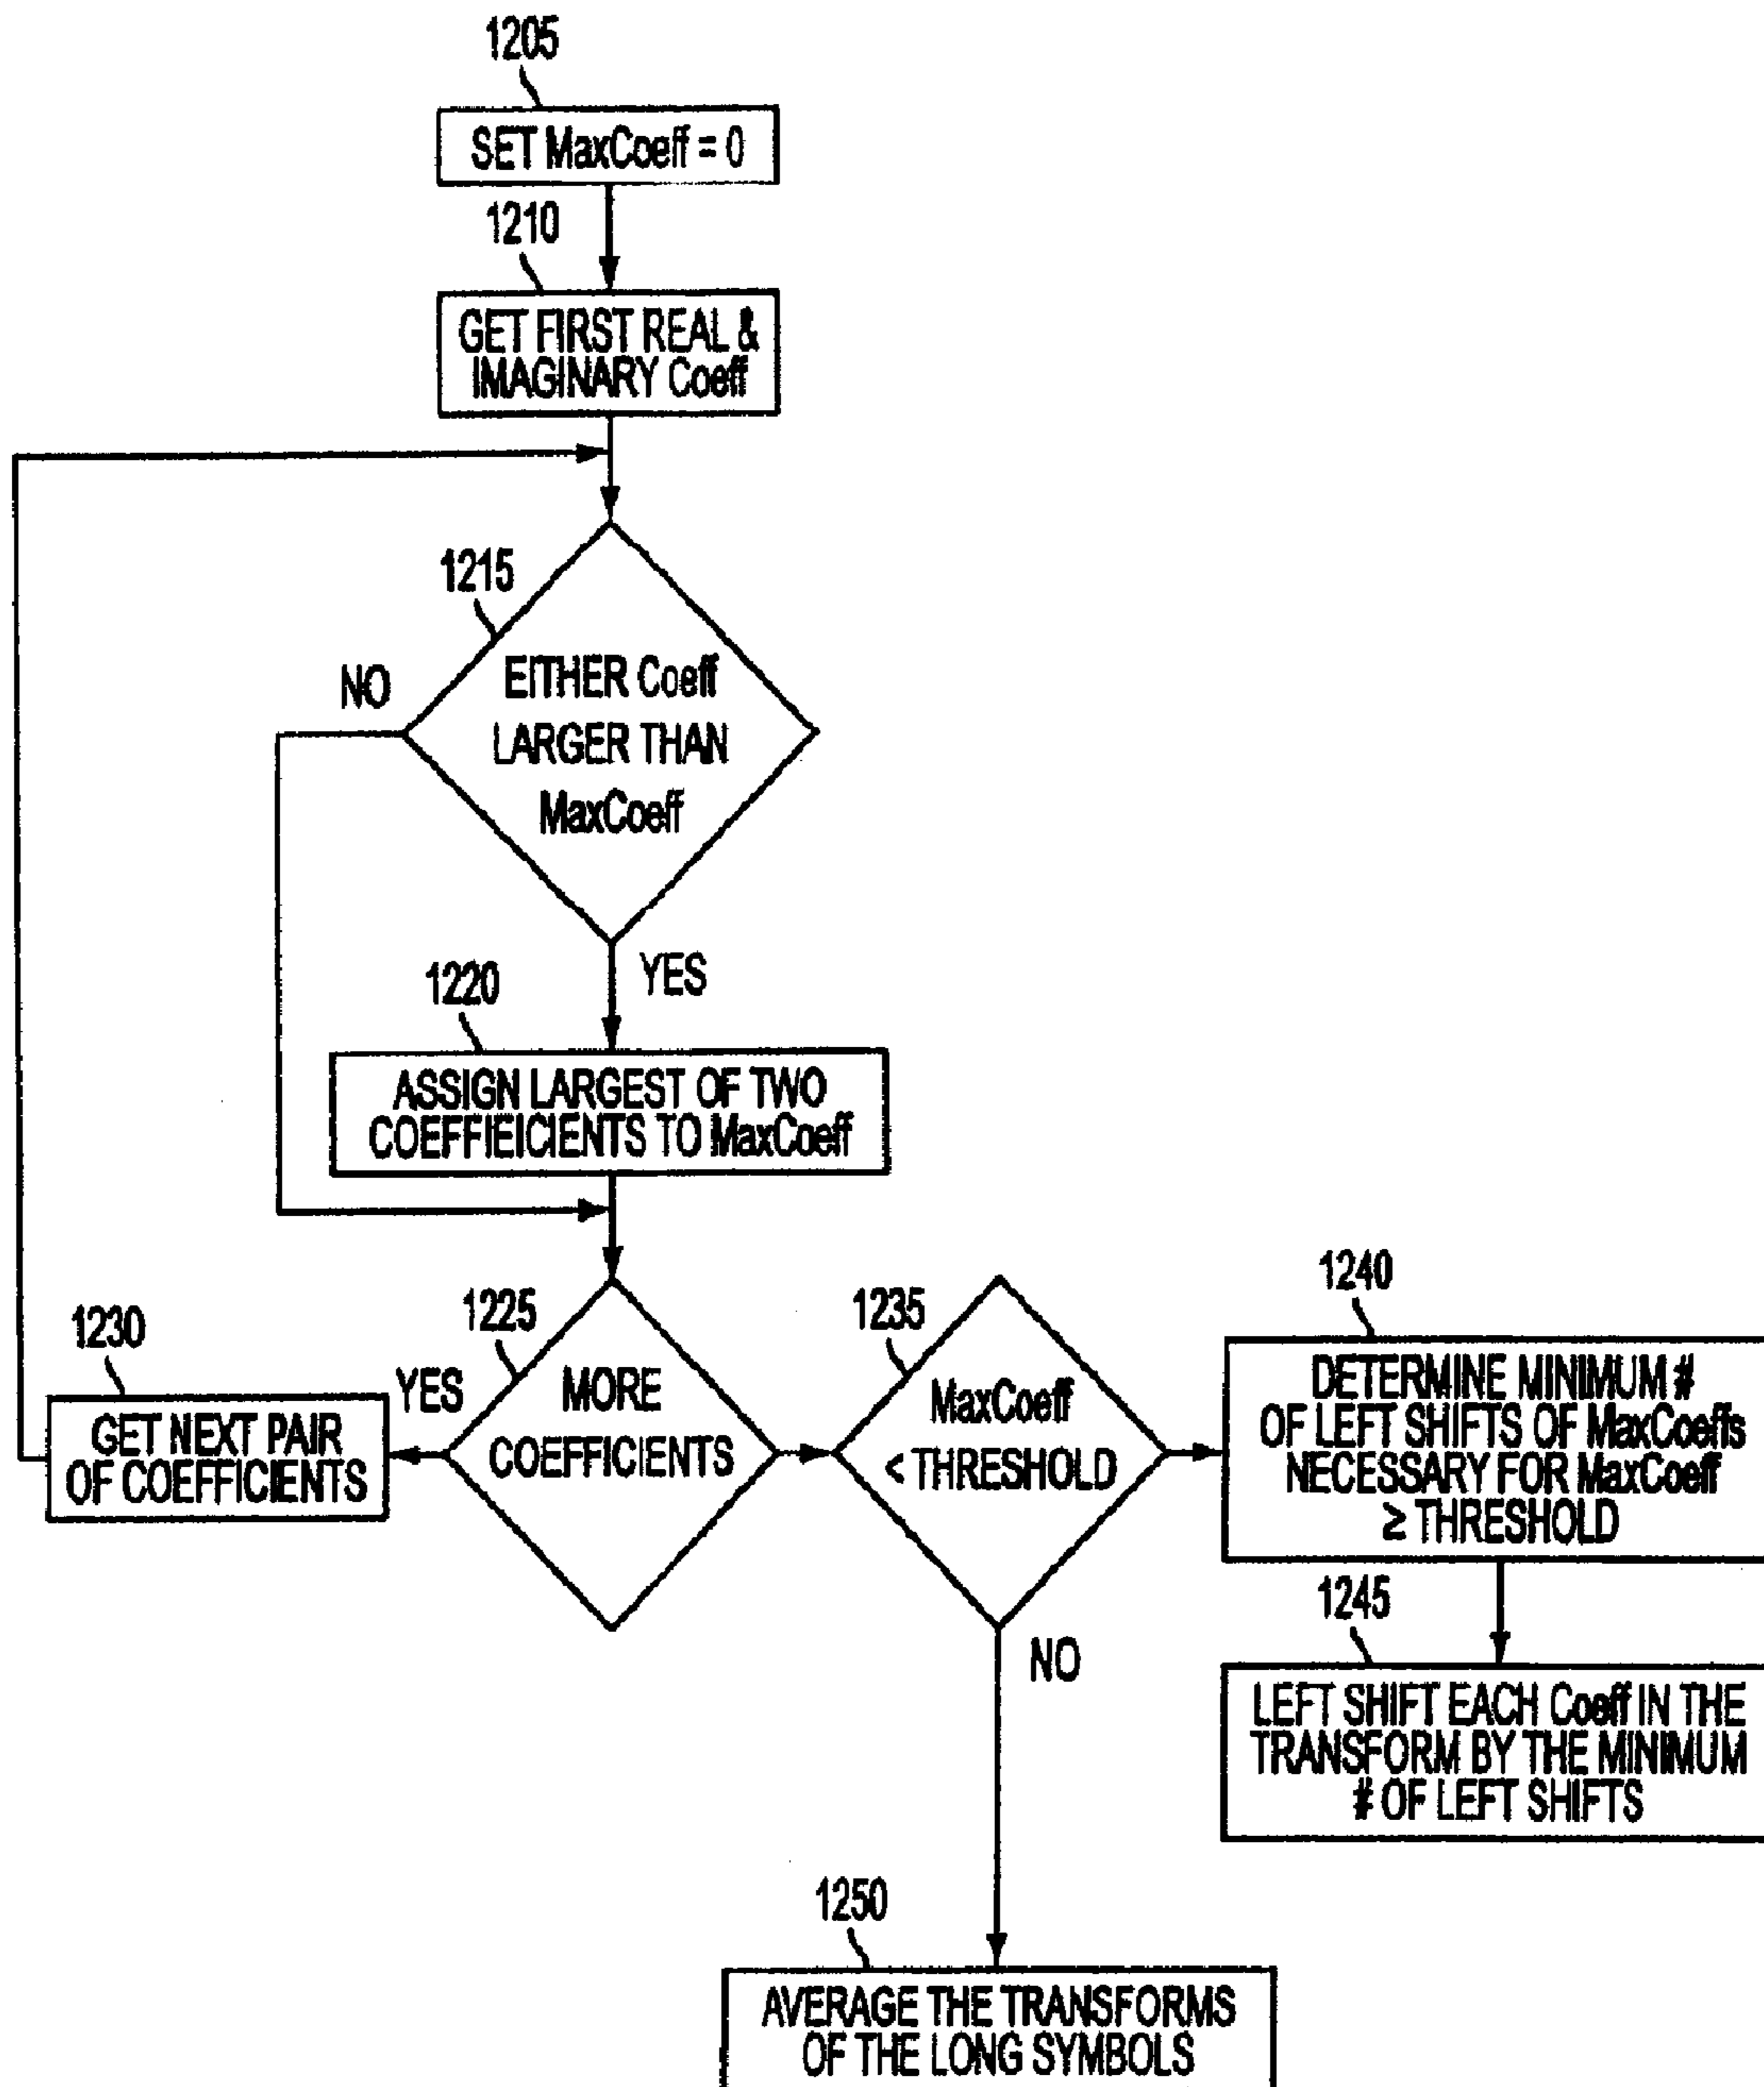 1205
SET MaxCoeff = 0
1210
GET FIRST REAL &
IMAGINARY Coeff
1215
NO
EITHER Coeff
LARGER THAN
MaxCoeff
YES
1220
ASSIGN LARGEST OF TWO
COEFFIEICIENTS TO MaxCoeff
1225
MORE
COEFFICIENTS
YES
1230
GET NEXT PAIR
OF COEFFICIENTS
1235
MaxCoeff
< THRESHOLD
NO
1240
DETERMINE MINIMUM #
OF LEFT SHIFTS OF MaxCoeffs
NECESSARY FOR MaxCoeff
≥ THRESHOLD
1245
LEFT SHIFT EACH Coeff IN THE
TRANSFORM BY THE MINIMUM
# OF LEFT SHIFTS
1250
AVERAGE THE TRANSFORMS
OF THE LONG SYMBOLS